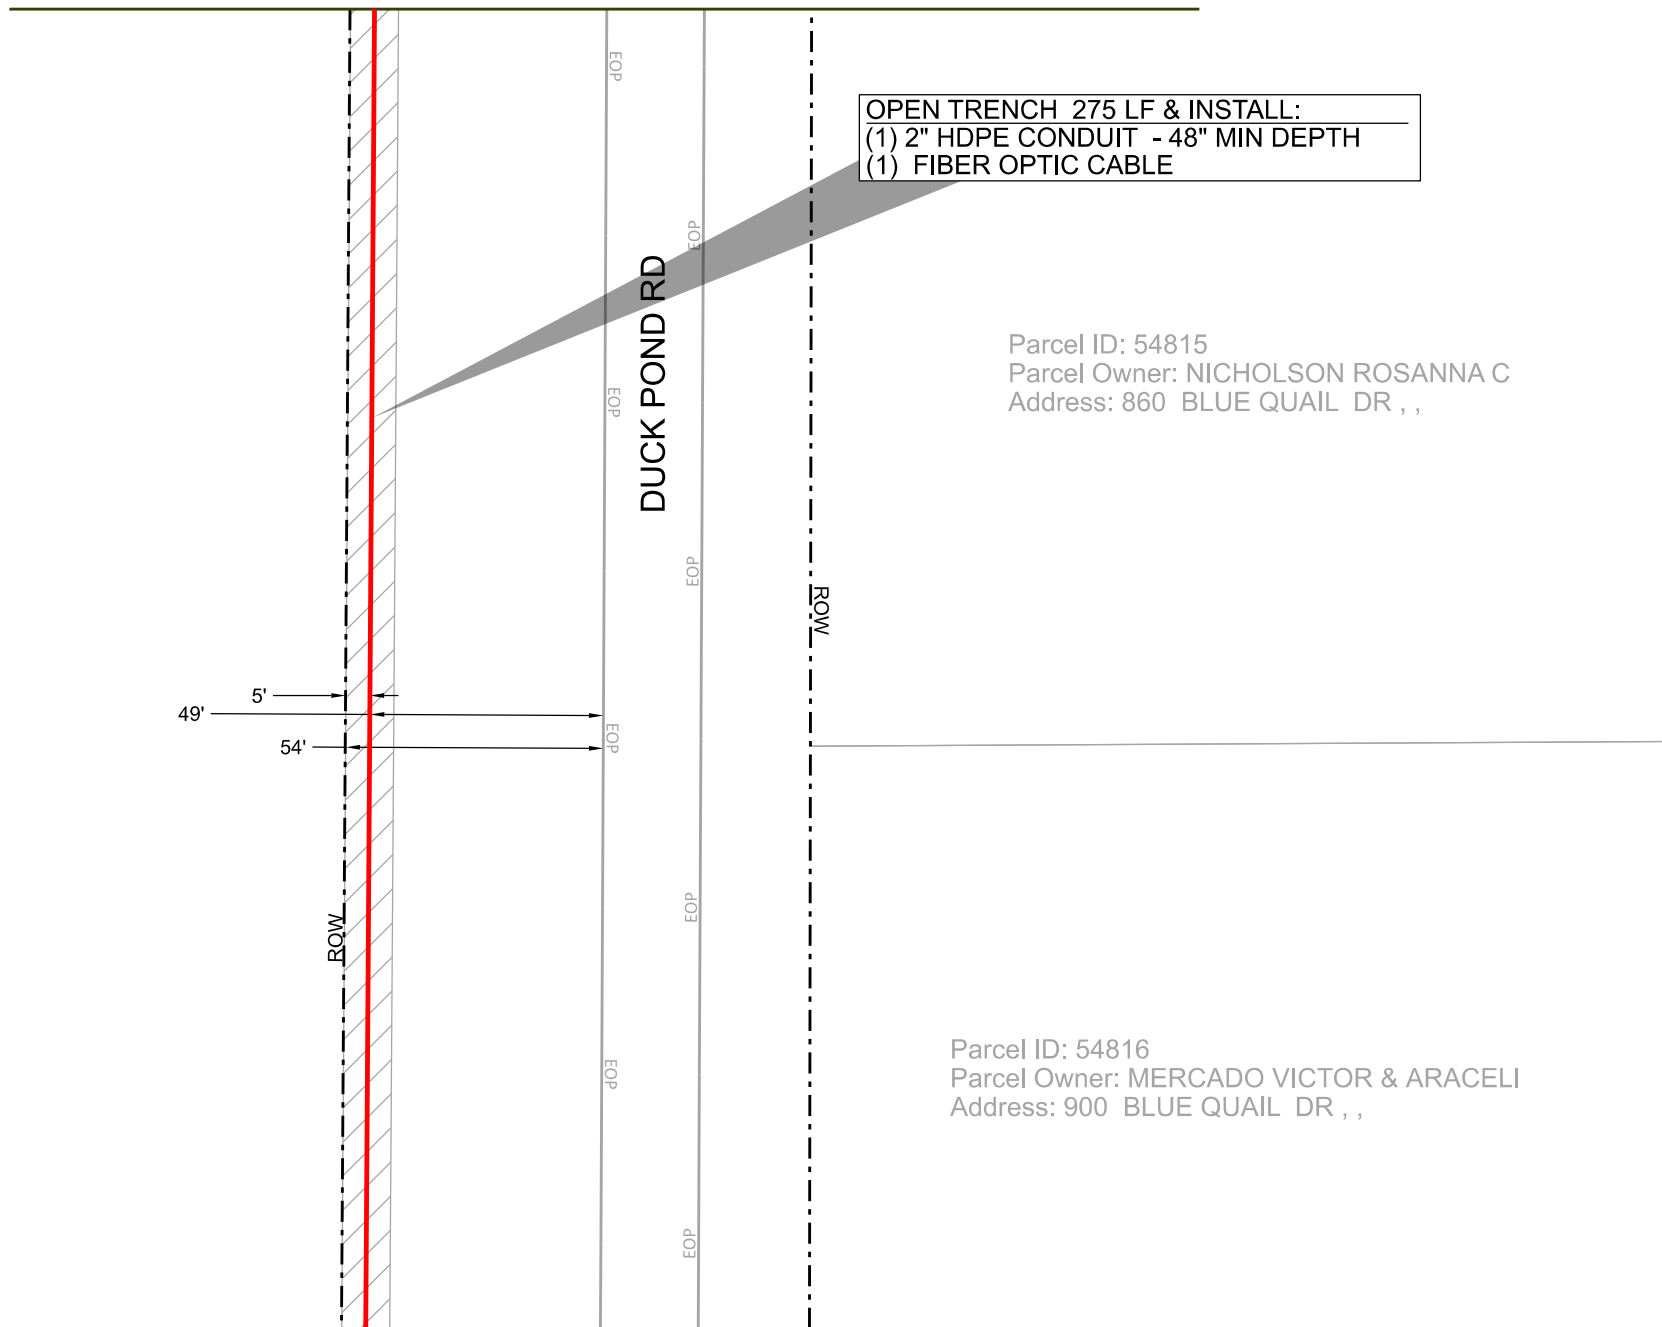 EOP
OPEN TRENCH 275 LF & INSTALL:
(1) 2" HDPE CONDUIT - 48" MIN DEPTH
(1) FIBER OPTIC CABLE
EOP
DUCK POND RD
Parcel ID: 54815
Parcel Owner: NICHOLSON ROSANNA C
Address: 860 BLUE QUAIL DR , ,
EOP
EOP
ROW
5'
49'
EOP
54'
EOP
ROW
Parcel ID: 54816
Parcel Owner: MERCADO VICTOR & ARACELI
Address: 900 BLUE QUAIL DR , ,
EOP
EOP